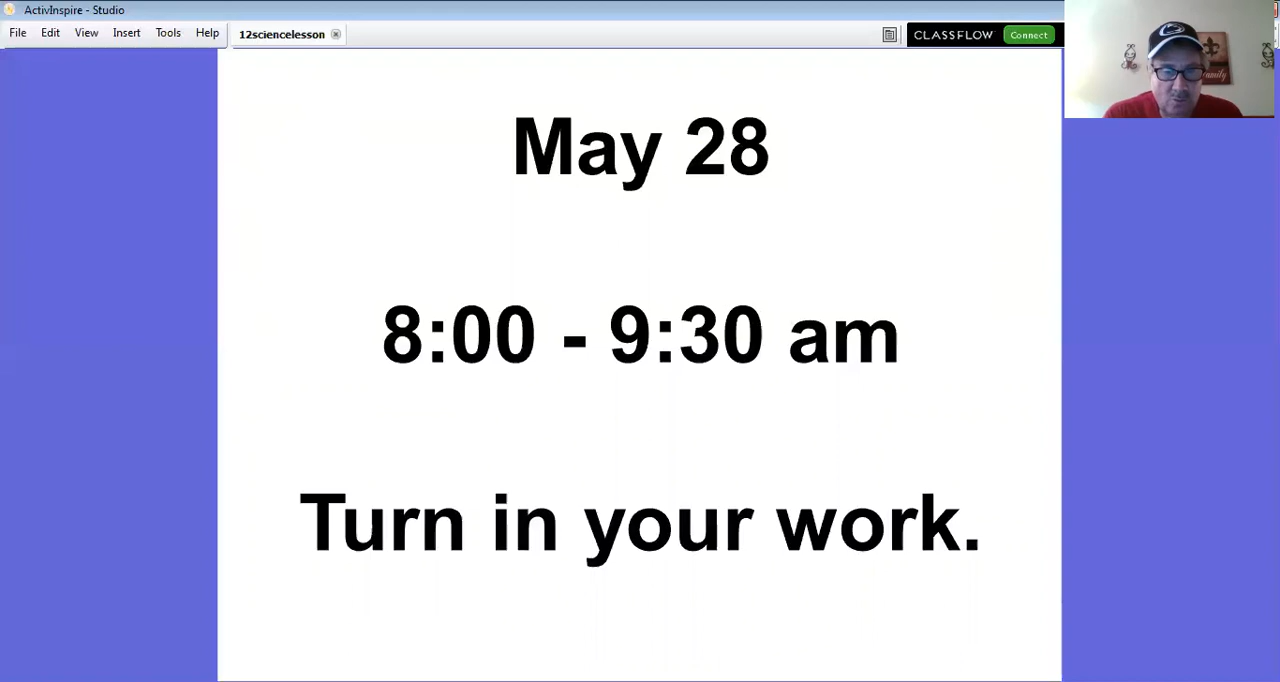 ActivInspire - Studio
File Edit View Insert Tools Help
12sciencelesson
CLASSFLOW Connect
family
May 28
8:00 - 9:30 am
Turn in your work.